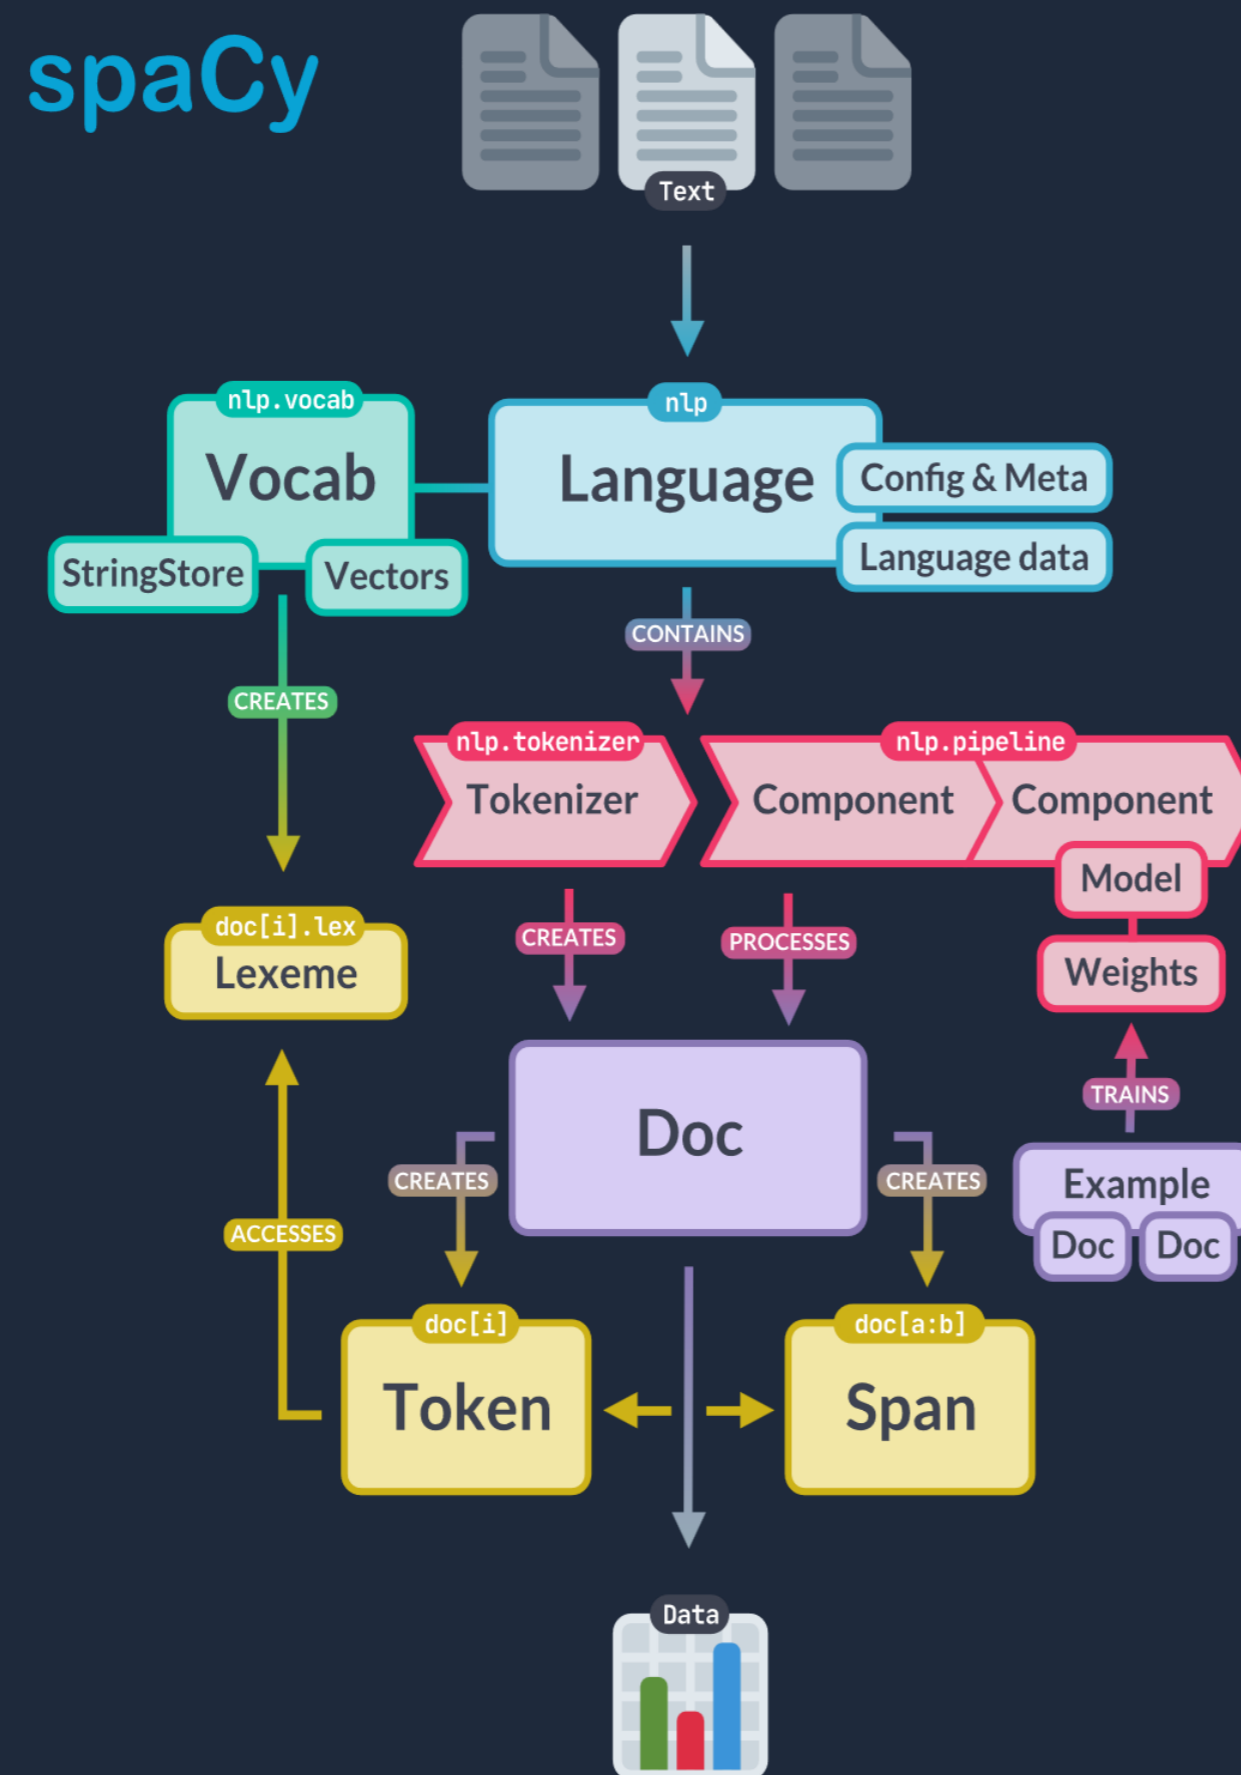 spaCy
Text
nlp.vocab
nlp
Vocab
Language
Config & Meta
StringStore
Vectors
Language data
CONTAINS
CREATES
nlp.tokenizer
nlp.pipeline
Tokenizer
Component
Component
Model
doc[i].lex
CREATES
PROCESSES
Lexeme
Weights
TRAINS
Doc
CREATES
CREATES
Example
ACCESSES
Doc
Doc
doc[i]
doc[a:b]
Token
Span
Data